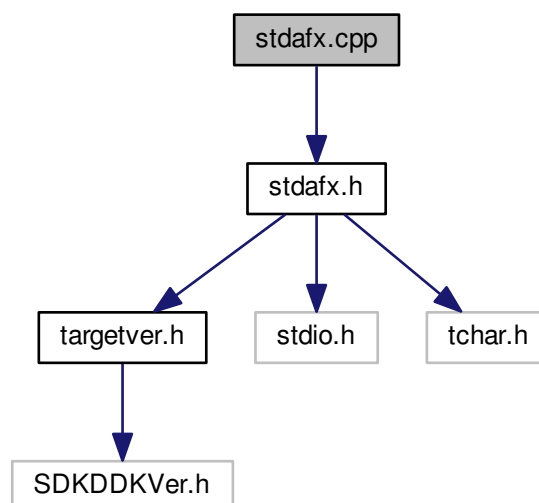 stdafx.cpp
stdafx.h
targetver.h
stdio.h
tchar.h
SDKDDKVer.h